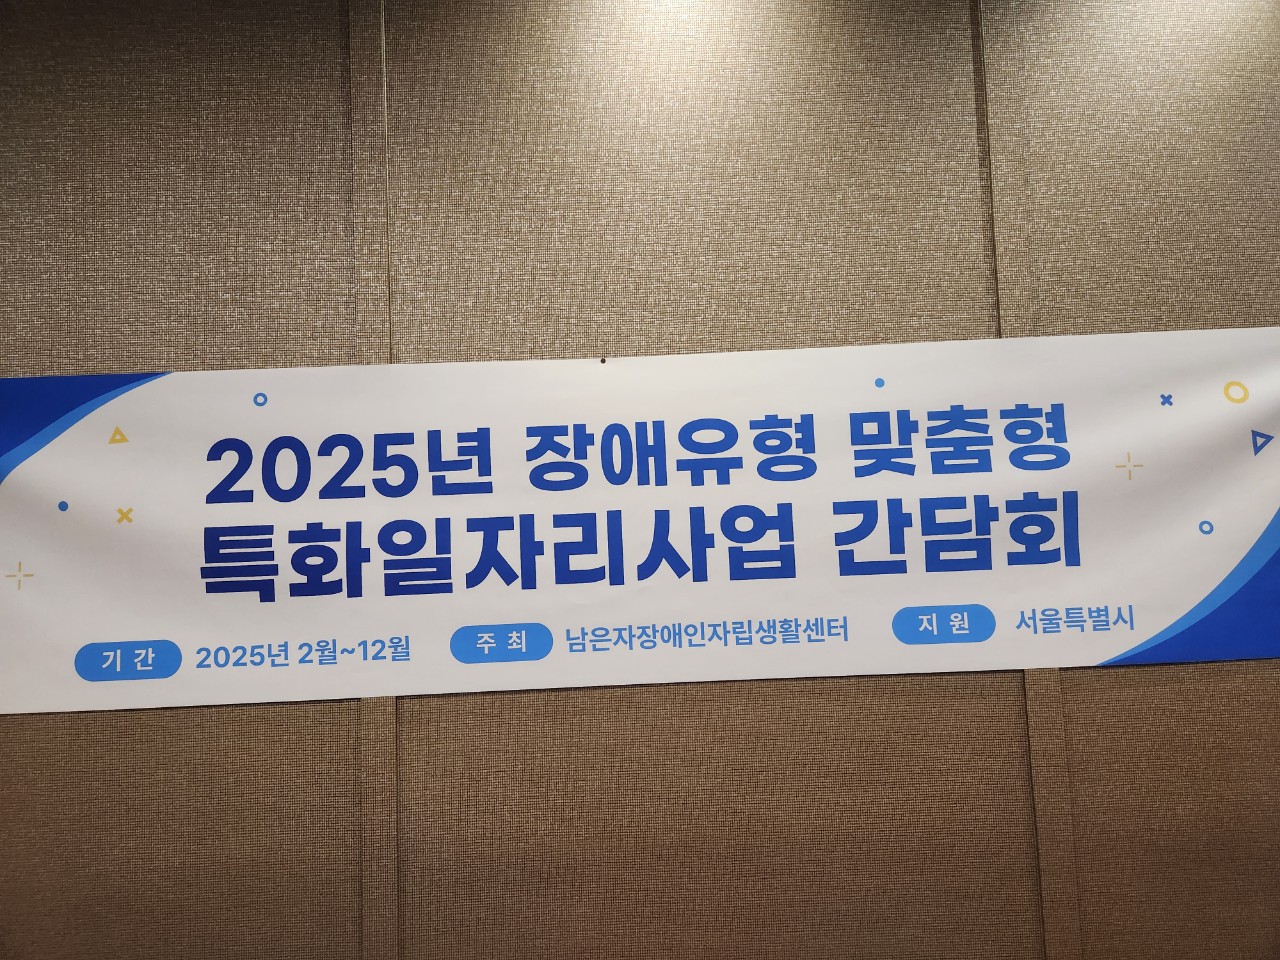 2025년 장애유형 맞춤형
특화일자리사업 간담회
기 간 2025년 2월~12월 주 최 남은자장애인자립생활센터 지 원 서울특별시